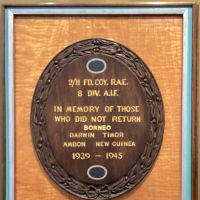 2/11 FD. COY. R.A.E.
8 DIV. A.I.F.
IN MEMORY OF THOSE
WHO DID NOT RETURN
BORNEO
DARWIN TIMOR
AMBON NEW GUINEA
1939 - 1945